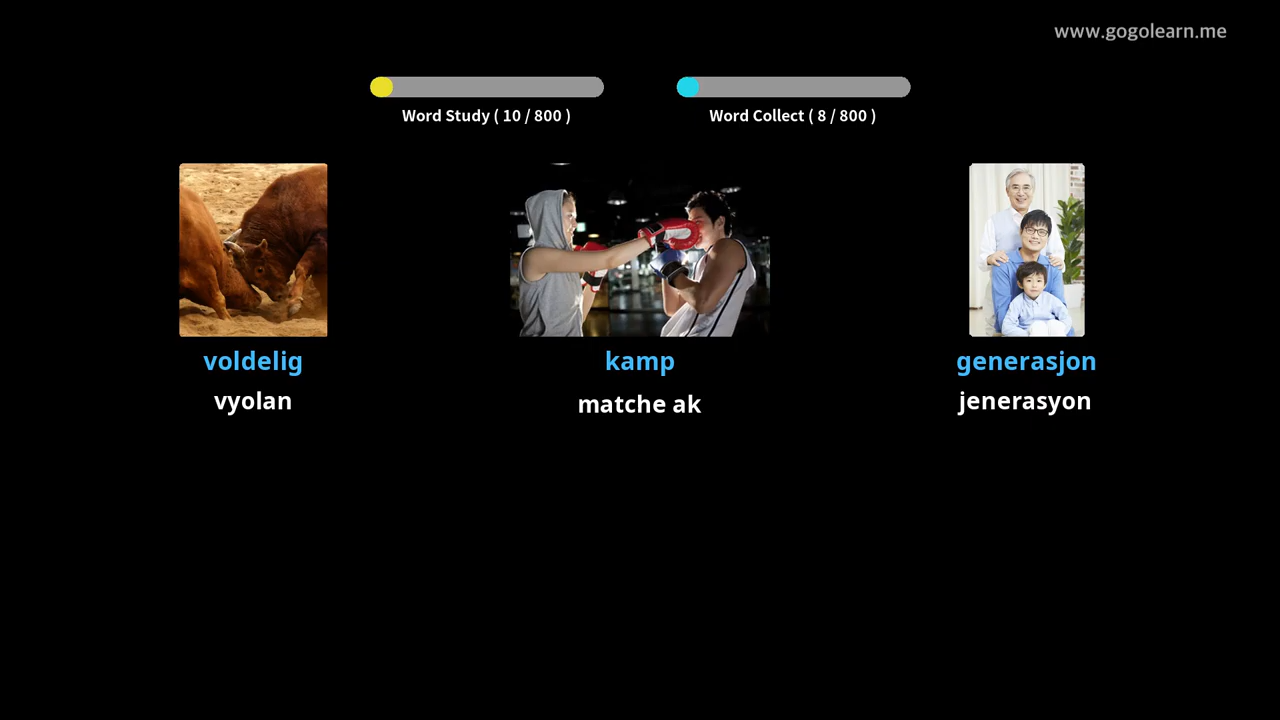 www.gogolearn.me
Word Study ( 10 / 800 )
Word Collect ( 8 / 800 )
voldelig
vyolan
kamp
matche ak
generasjon
jenerasyon